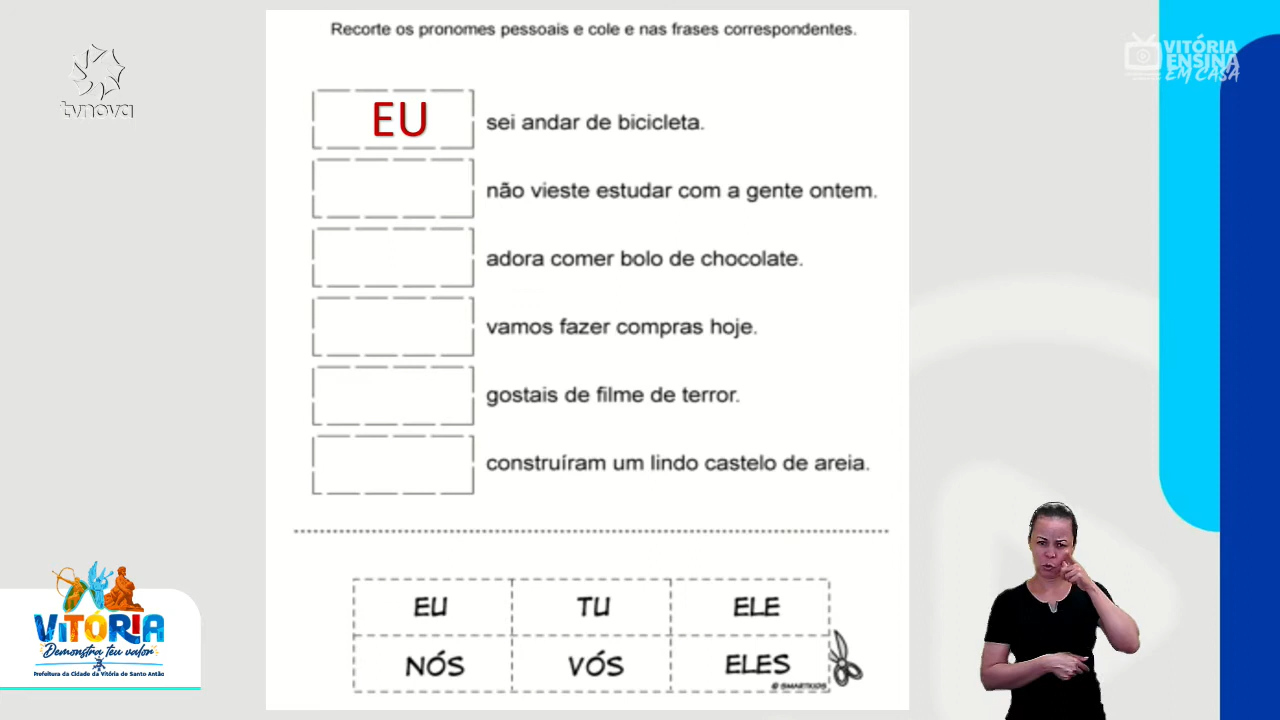 Recorte os pronomes pessoais e cole e nas frases correspondentes.
tvnova
VITÓRIA
ENSINA
EM CASA
EU sei andar de bicicleta.
não vieste estudar com a gente ontem.
adora comer bolo de chocolate.
vamos fazer compras hoje.
gostais de filme de terror.
construíram um lindo castelo de areia.
EU TU ELE
NÓS VÓS ELES
© SMARTKIDS
VITÓRIA
Demonstra teu valor
Prefeitura da Cidade da Vitória de Santo Antão